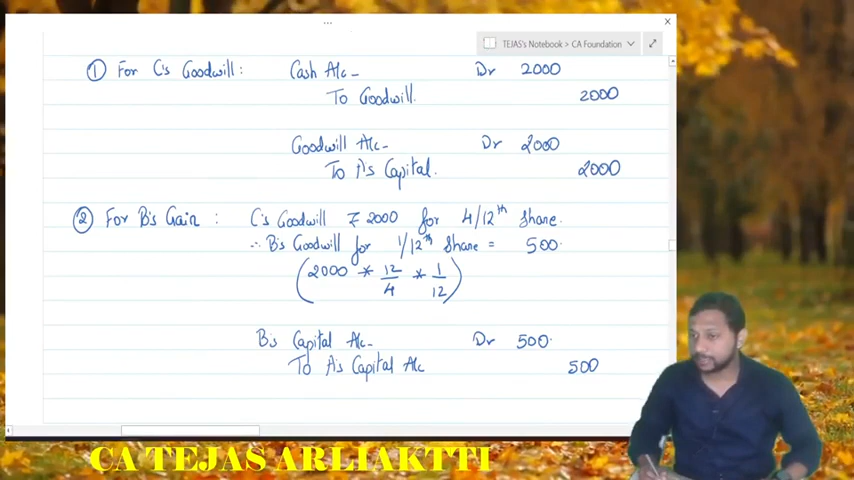 TEJAS's Notebook > CA Foundation
① For C's Goodwill: Cash A/c- Dr 2000
To Goodwill. 2000
Goodwill A/c- Dr 2000
To A's Capital. 2000
② For B's Gain: C's Goodwill ₹2000 for 4/12th Share.
∴ B's Goodwill for 1/12th Share = 500.
(2000 * 12/4 * 1/12)
B's Capital A/c- Dr 500.
To A's Capital A/c 500
CA TEJAS ARLIAKTTI